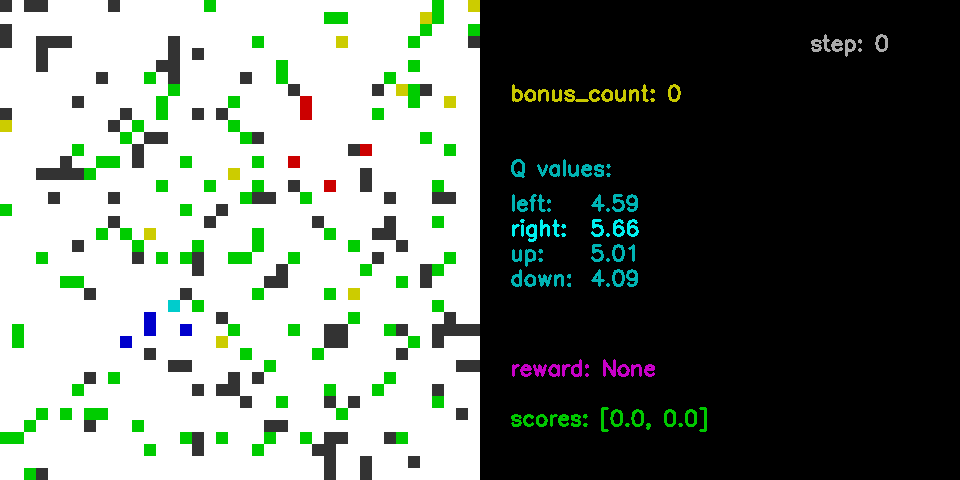 step: 0
bonus_count: 0
Q values:
left: 4.59
right: 5.66
up: 5.01
down: 4.09
reward: None
scores: [0.0, 0.0]